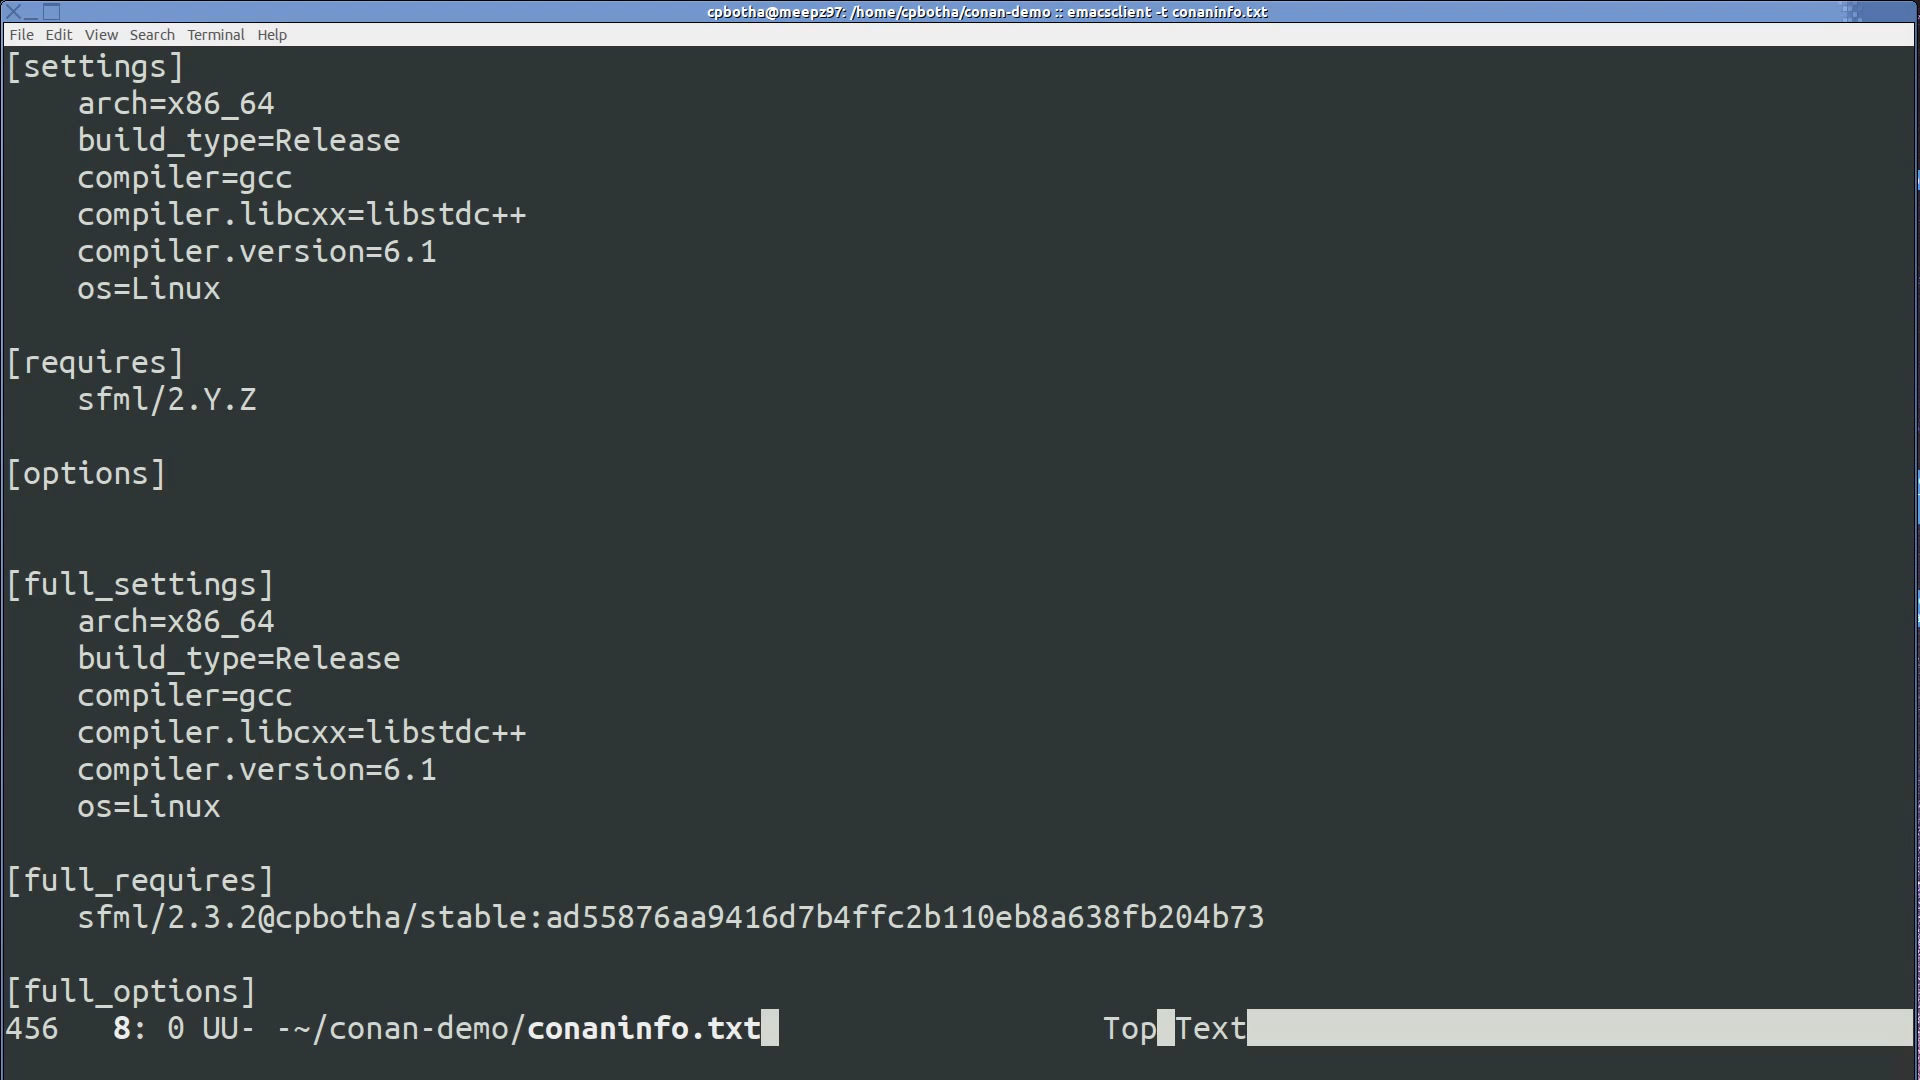 cpbotha@meepz97: /home/cpbotha/conan-demo :: emacsclient -t conaninfo.txt
File Edit View Search Terminal Help
[settings]
    arch=x86_64
    build_type=Release
    compiler=gcc
    compiler.libcxx=libstdc++
    compiler.version=6.1
    os=Linux
[requires]
    sfml/2.Y.Z
[options]
[full_settings]
    arch=x86_64
    build_type=Release
    compiler=gcc
    compiler.libcxx=libstdc++
    compiler.version=6.1
    os=Linux
[full_requires]
    sfml/2.3.2@cpbotha/stable:ad55876aa9416d7b4ffc2b110eb8a638fb204b73
[full_options]
456   8: 0 UU- -~/conan-demo/conaninfo.txt Top Text